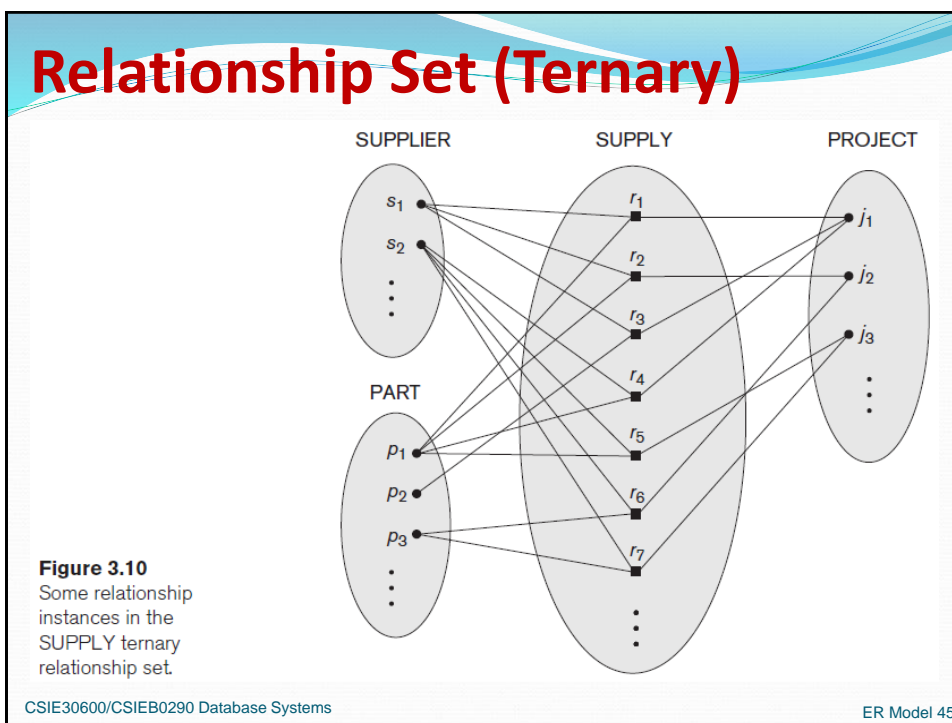 Relationship Set (Ternary)
SUPPLIER
SUPPLY
PROJECT
s1
s2
PART
p1
p2
p3
r1
r2
r3
r4
r5
r6
r7
j1
j2
j3
Figure 3.10
Some relationship
instances in the
SUPPLY ternary
relationship set.
CSIE30600/CSIEB0290 Database Systems
ER Model 45